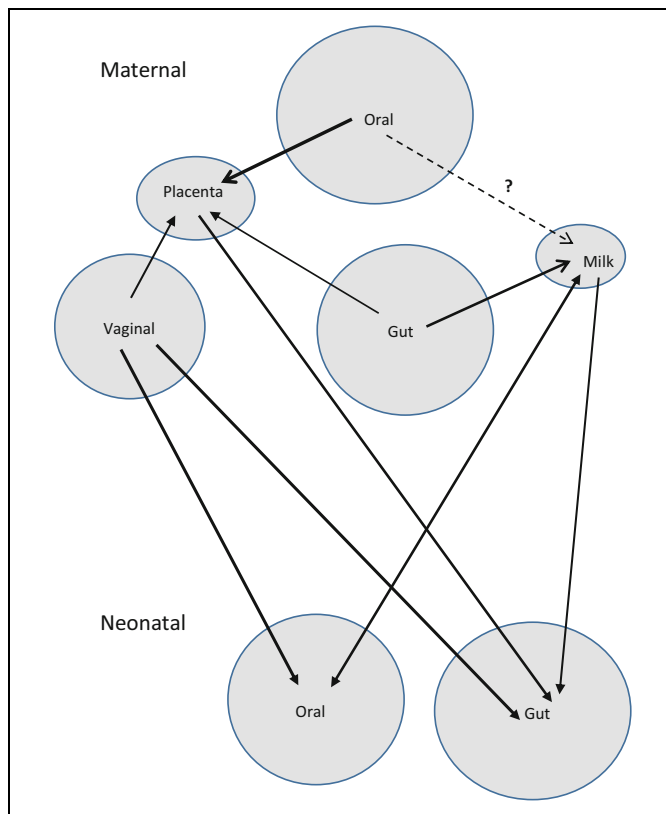 Maternal
Oral
?
Placenta
Milk
Vaginal
Gut
Neonatal
Oral
Gut